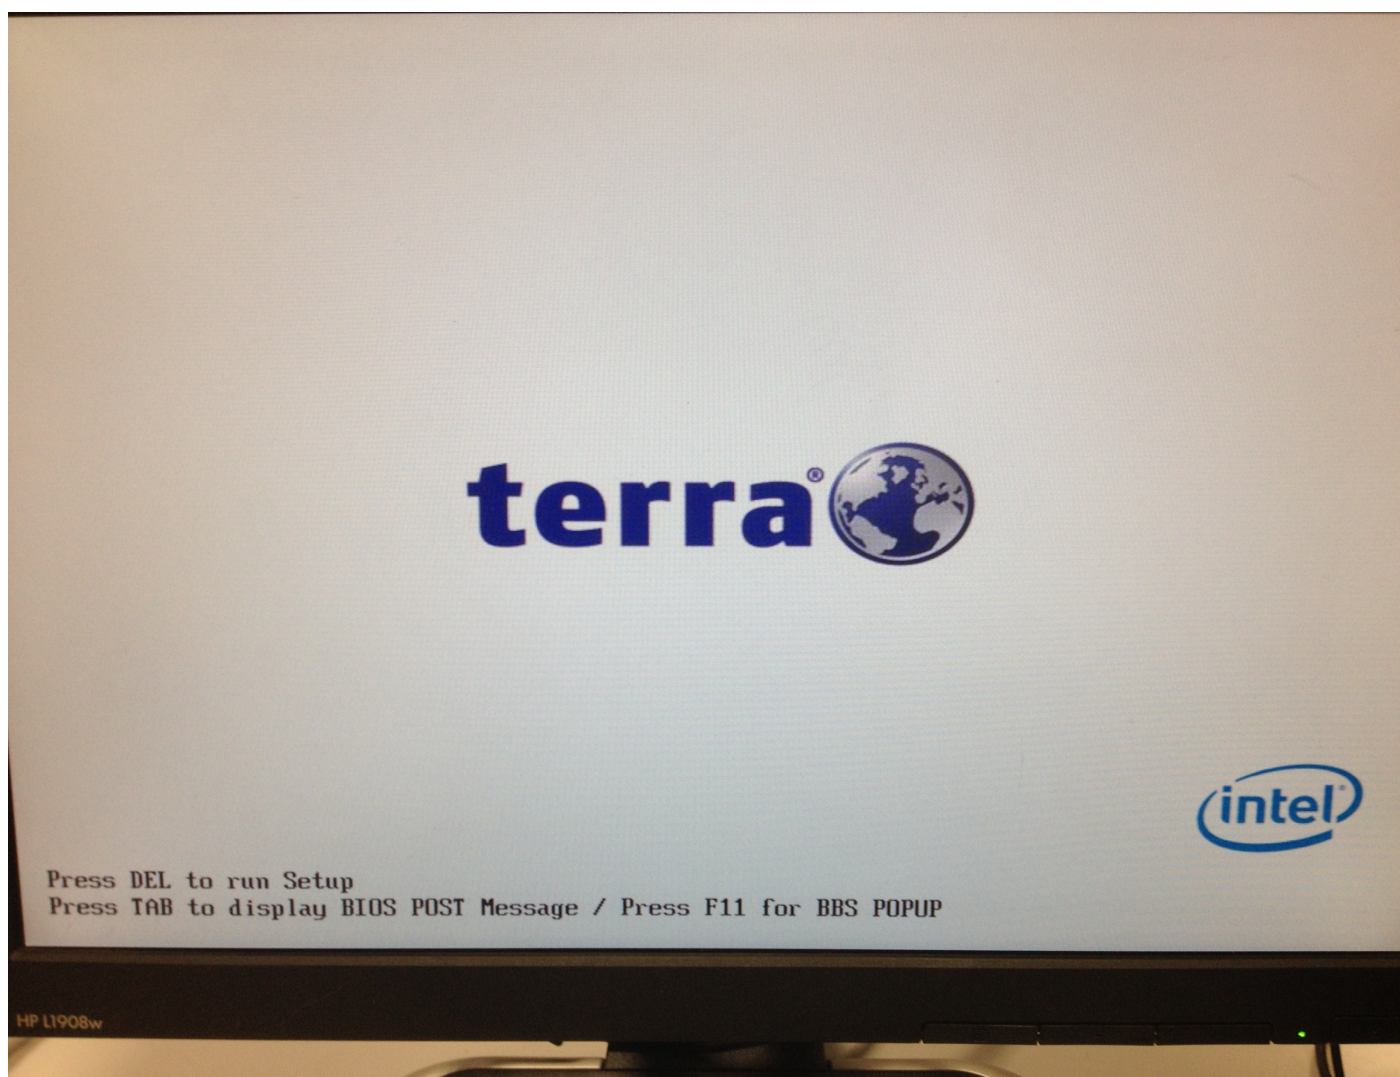 terra®
intel®
Press DEL to run Setup
Press TAB to display BIOS POST Message / Press F11 for BBS POPUP
HP L1908w